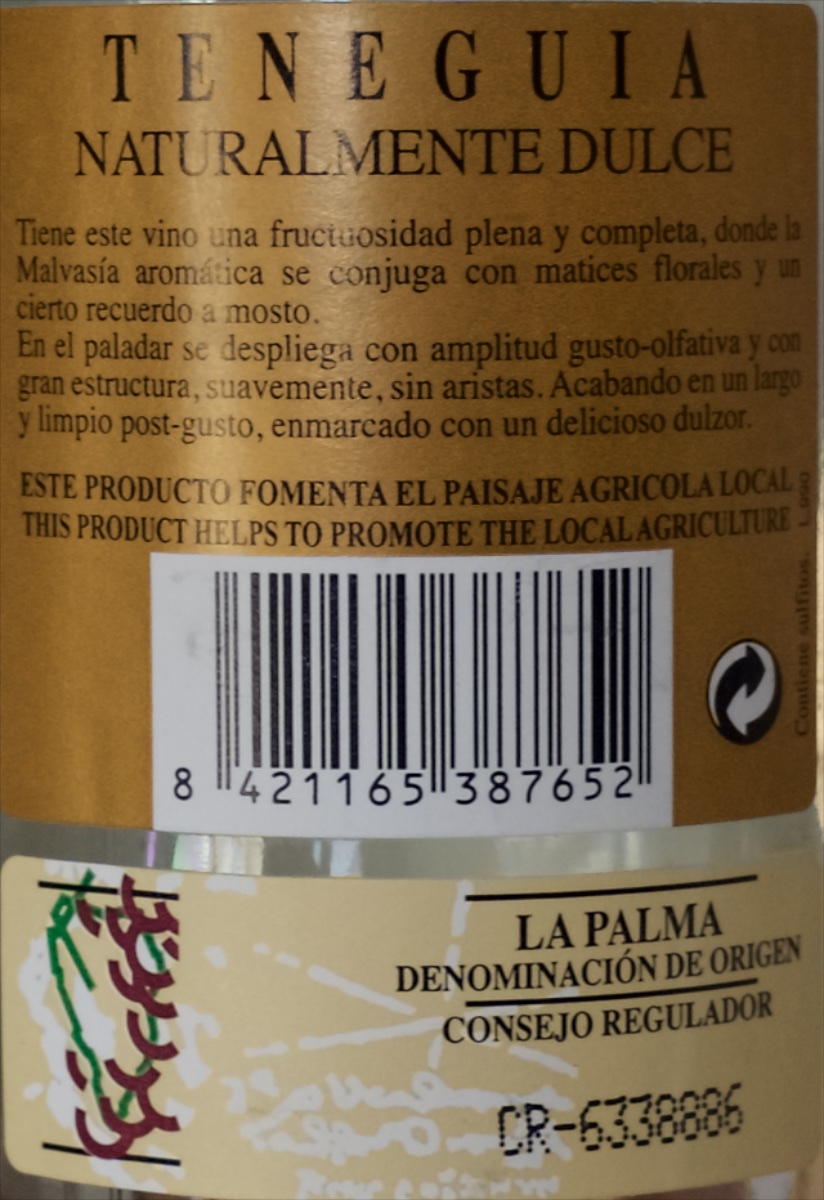 TENEGUIA
NATURALMENTE DULCE
Tiene este vino una fructuosidad plena y completa, donde la
Malvasía aromática se conjuga con matices florales y un
cierto recuerdo a mosto.
En el paladar se despliega con amplitud gusto-olfativa y con
gran estructura, suavemente, sin aristas. Acabando en un largo
y limpio post-gusto, enmarcado con un delicioso dulzor.
ESTE PRODUCTO FOMENTA EL PAISAJE AGRICOLA LOCAL
THIS PRODUCT HELPS TO PROMOTE THE LOCAL AGRICULTURE
Contiene sulfitos.
8 421165 387652
LA PALMA
DENOMINACIÓN DE ORIGEN
CONSEJO REGULADOR
CR-6338886